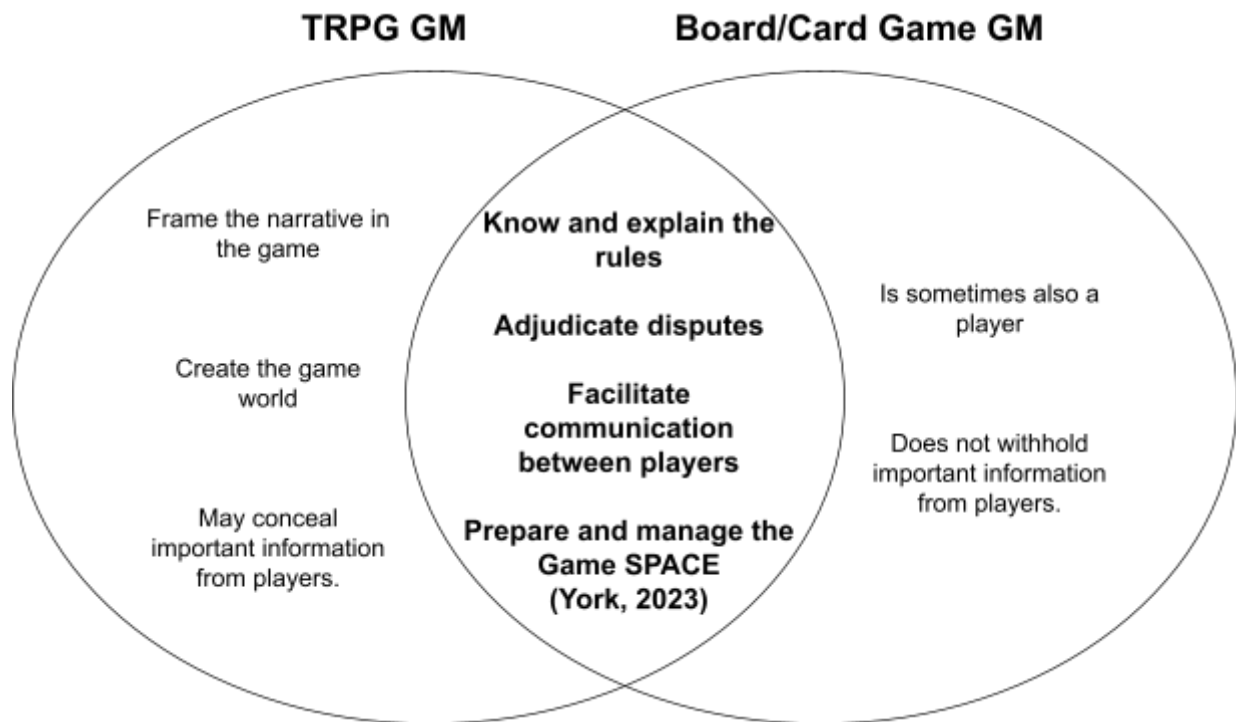 TRPG GM
Board/Card Game GM
Frame the narrative in
the game
Create the game
world
May conceal
important information
from players.
Know and explain the
rules
Adjudicate disputes
Facilitate
communication
between players
Prepare and manage the
Game SPACE
(York, 2023)
Is sometimes also a
player
Does not withhold
important information
from players.